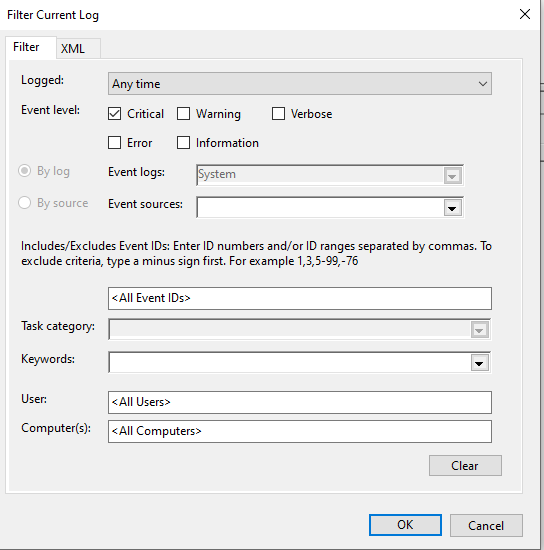 Filter Current Log
Filter XML
Logged: Any time
Event level: Critical Warning Verbose
Error Information
By log Event logs: System
By source Event sources:
Includes/Excludes Event IDs: Enter ID numbers and/or ID ranges separated by commas. To
exclude criteria, type a minus sign first. For example 1,3,5-99,-76
<All Event IDs>
Task category:
Keywords:
User: <All Users>
Computer(s): <All Computers>
Clear
OK Cancel